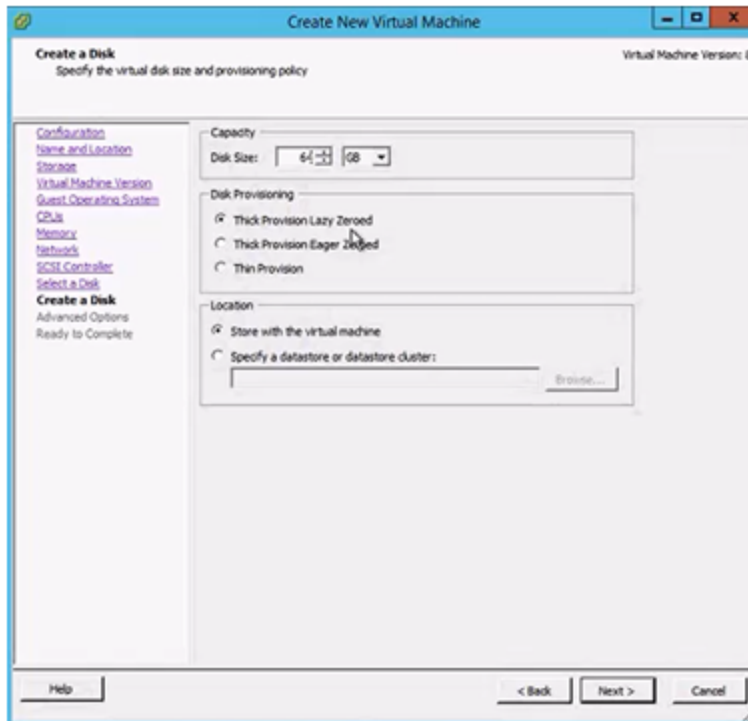 Create New Virtual Machine
Create a Disk
Specify the virtual disk size and provisioning policy
Virtual Machine Version:
Configuration
Name and Location
Storage
Virtual Machine Version
Guest Operating System
CPUs
Memory
Network
SCSI Controller
Select a Disk
Create a Disk
Advanced Options
Ready to Complete
Capacity
Disk Size: GB
Disk Provisioning
Thick Provision Lazy Zeroed
Thick Provision Eager Zeroed
Thin Provision
Location
Store with the virtual machine
Specify a datastore or datastore cluster:
Browse...
Help
< Back
Next >
Cancel